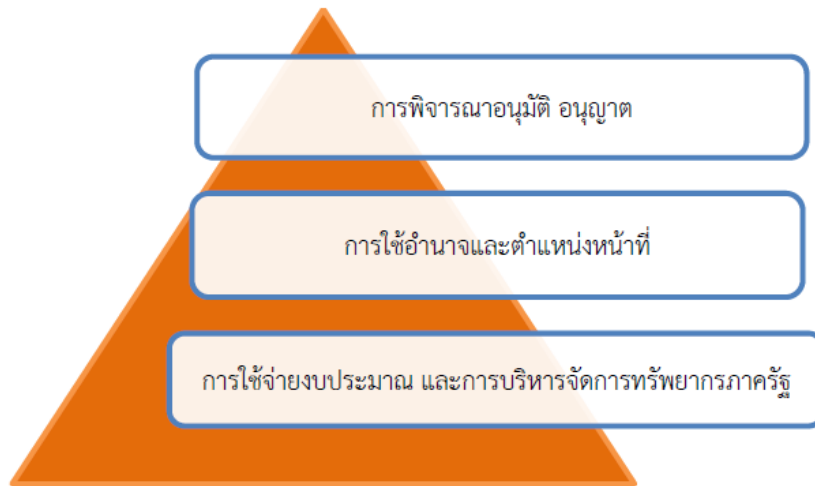 การพิจารณาอนุมัติ อนุญาต
การใช้อำนาจและตำแหน่งหน้าที่
การใช้จ่ายงบประมาณ และการบริหารจัดการทรัพยากรภาครัฐ